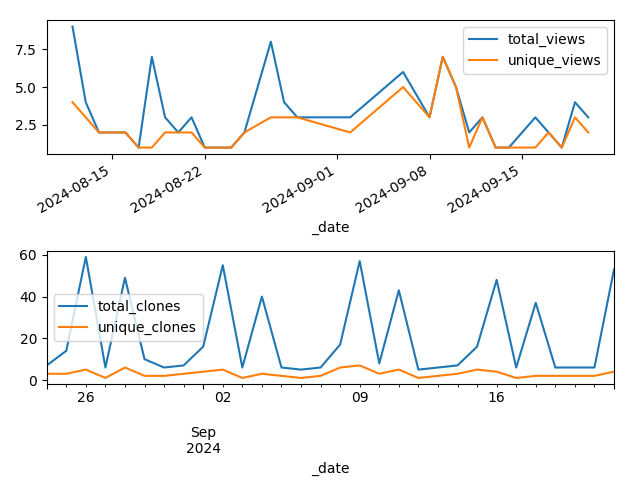 total_views
unique_views
7.5
5.0
2.5
2024-08-15
2024-08-22
2024-09-01
2024-09-08
2024-09-15
_date
60
40
20
0
total_clones
unique_clones
26
02
09
16
Sep
2024
_date